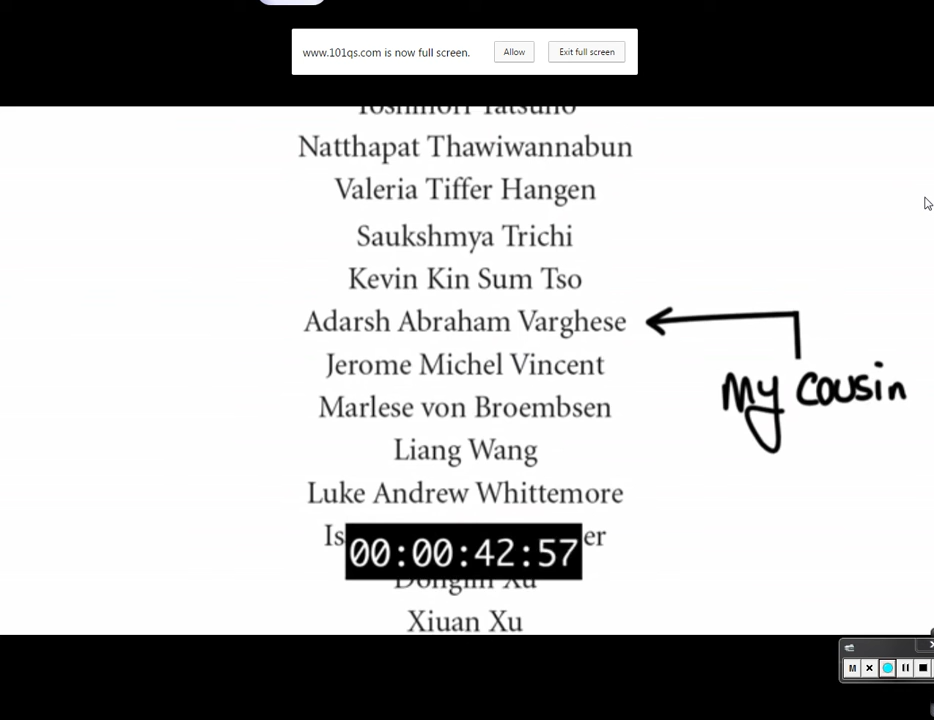 www.101qs.com is now full screen.
Allow
Exit full screen
Yoshinori Tatsuno
Natthapat Thawiwannabun
Valeria Tiffer Hangen
Saukshmya Trichi
Kevin Kin Sum Tso
Adarsh Abraham Varghese
My cousin
Jerome Michel Vincent
Marlese von Broembsen
Liang Wang
Luke Andrew Whittemore
00:00:42:57
Xiuan Xu
M